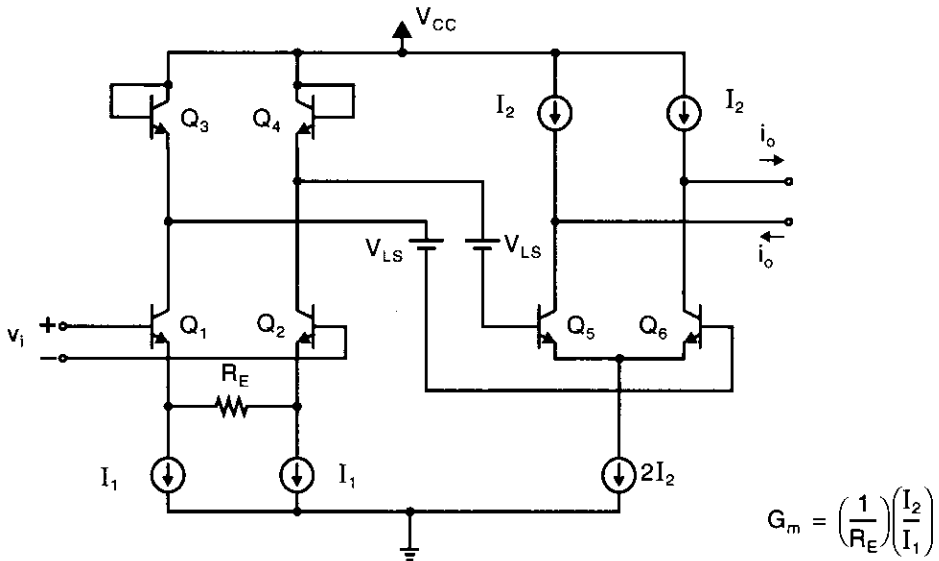 V_CC
Q_3
Q_4
I_2
I_2
i_o
i_o
V_LS
V_LS
v_i
+
−
Q_1
Q_2
Q_5
Q_6
R_E
I_1
I_1
2I_2
G_m = (1/R_E)(I_2/I_1)